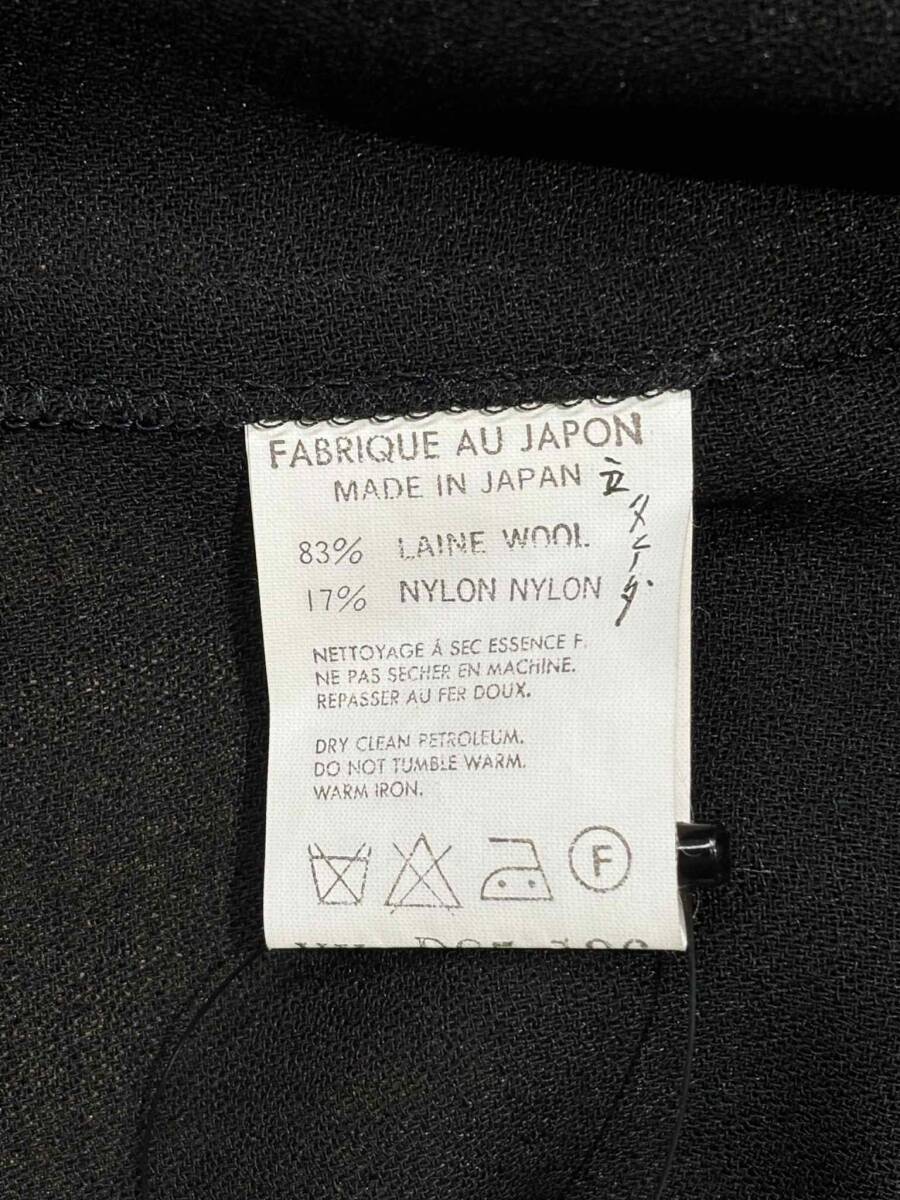 FABRIQUE AU JAPON
MADE IN JAPAN
83% LAINE WOOL
17% NYLON NYLON
NETTOYAGE À SEC ESSENCE F.
NE PAS SECHER EN MACHINE.
REPASSER AU FER DOUX.
DRY CLEAN PETROLEUM.
DO NOT TUMBLE WARM.
WARM IRON.
F